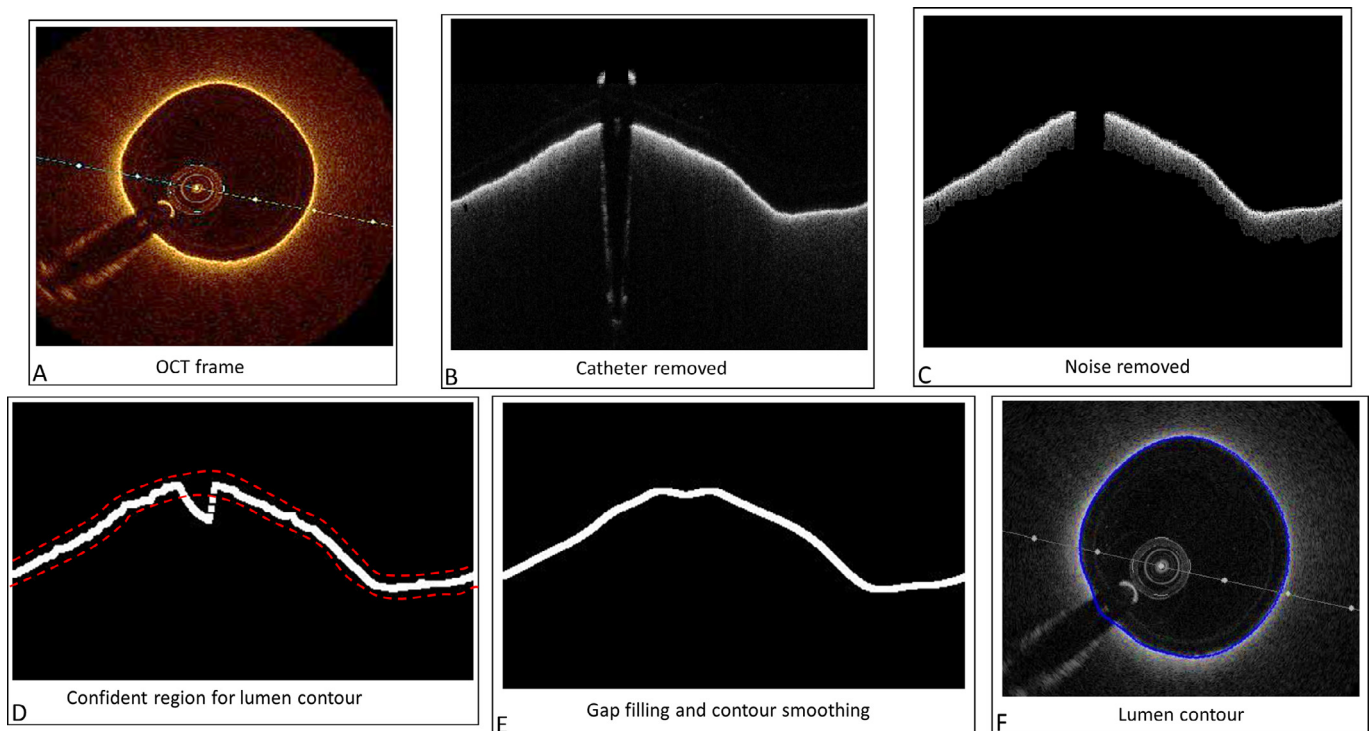 A
OCT frame
B
Catheter removed
C
Noise removed
D
Confident region for lumen contour
E
Gap filling and contour smoothing
F
Lumen contour